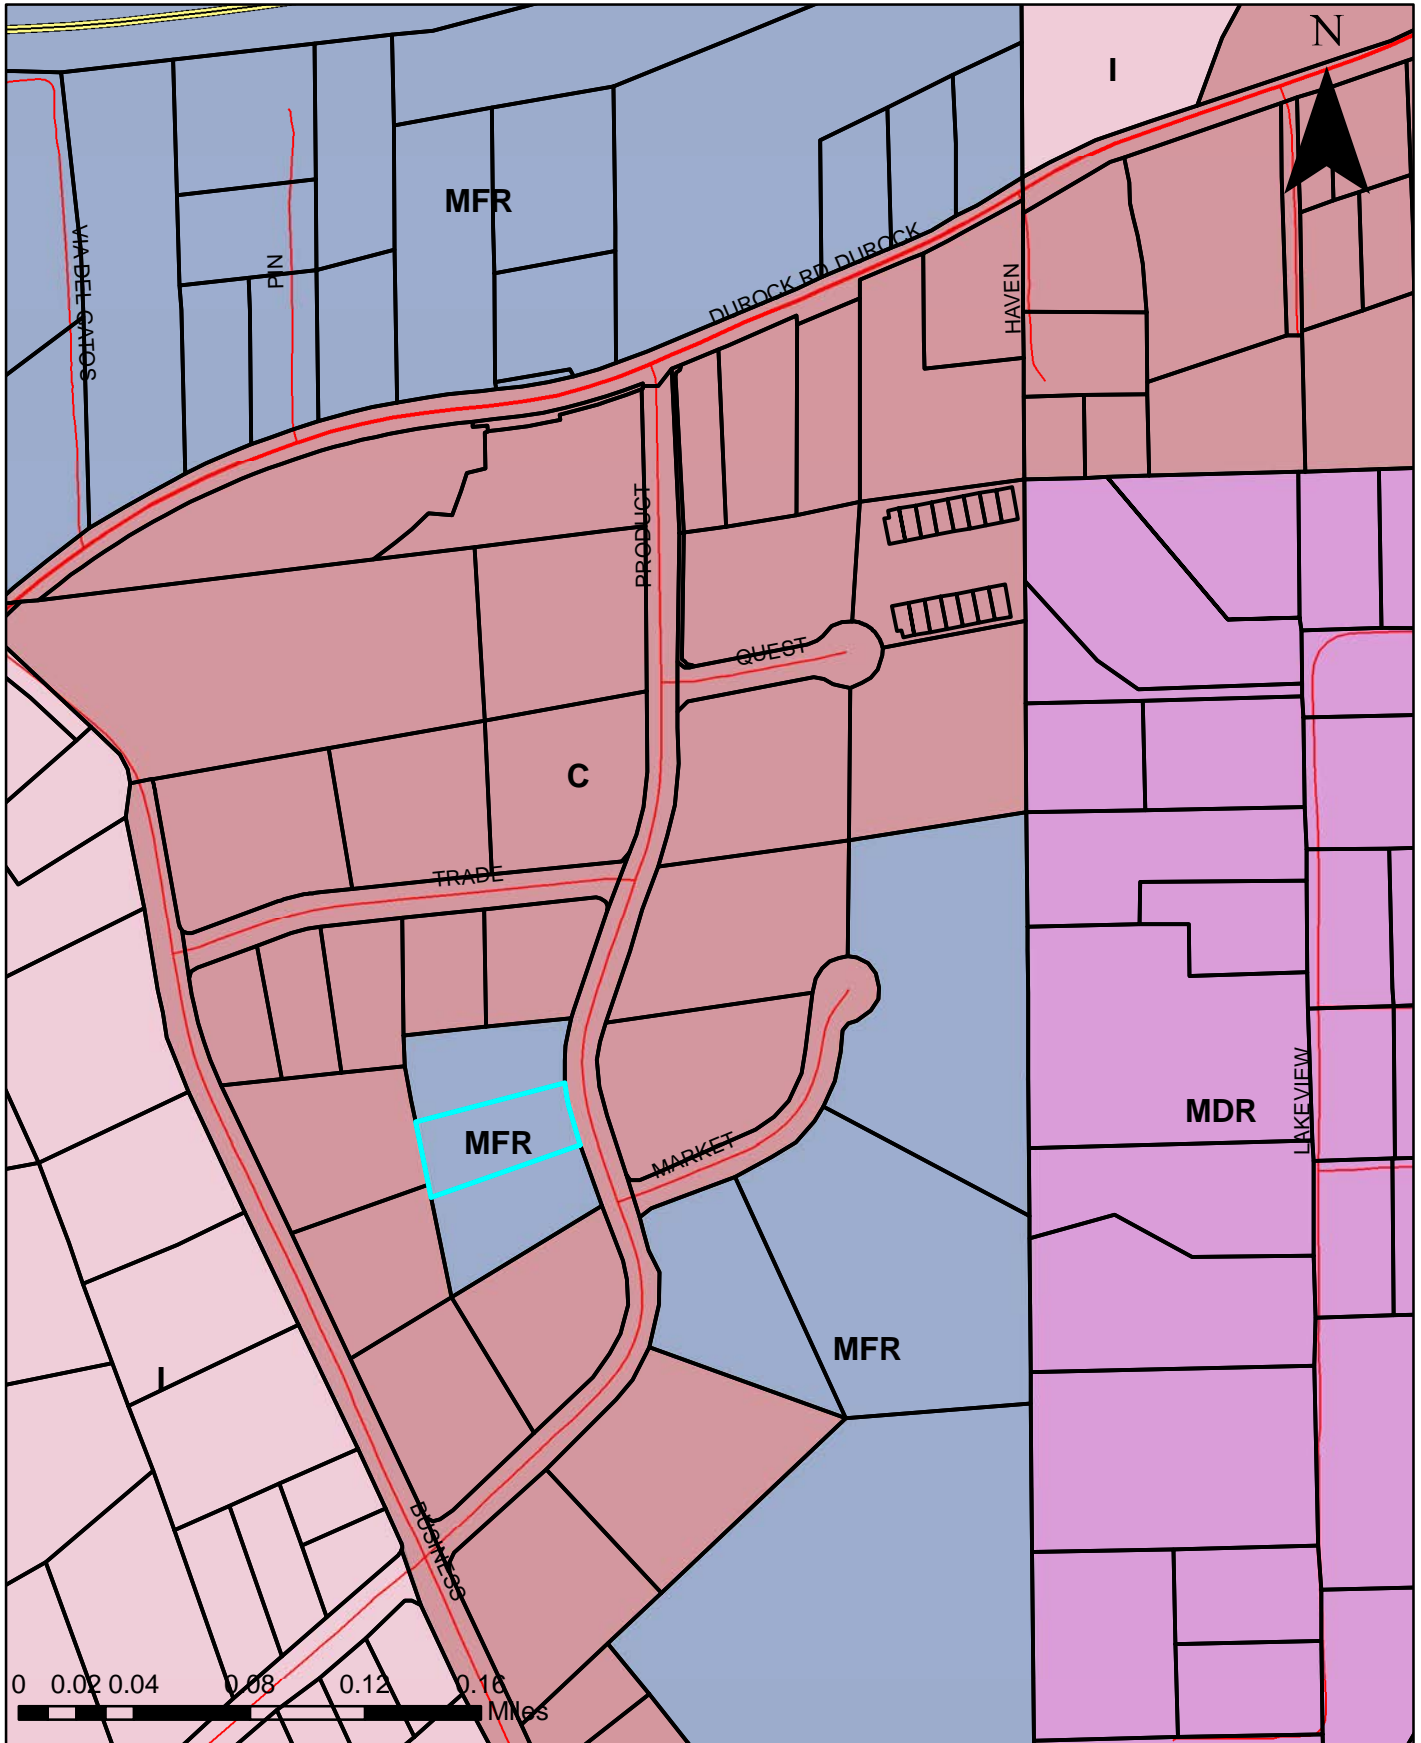 N
I
MFR
VIA DEL GATOS
PIN
DUROCK RD DUROCK
HAVEN
PRODUCT
QUEST
C
TRADE
MFR
MARKET
MDR
LAKEVIEW
MFR
I
BUSINESS
0 0.02 0.04 0.08 0.12 0.16
Miles